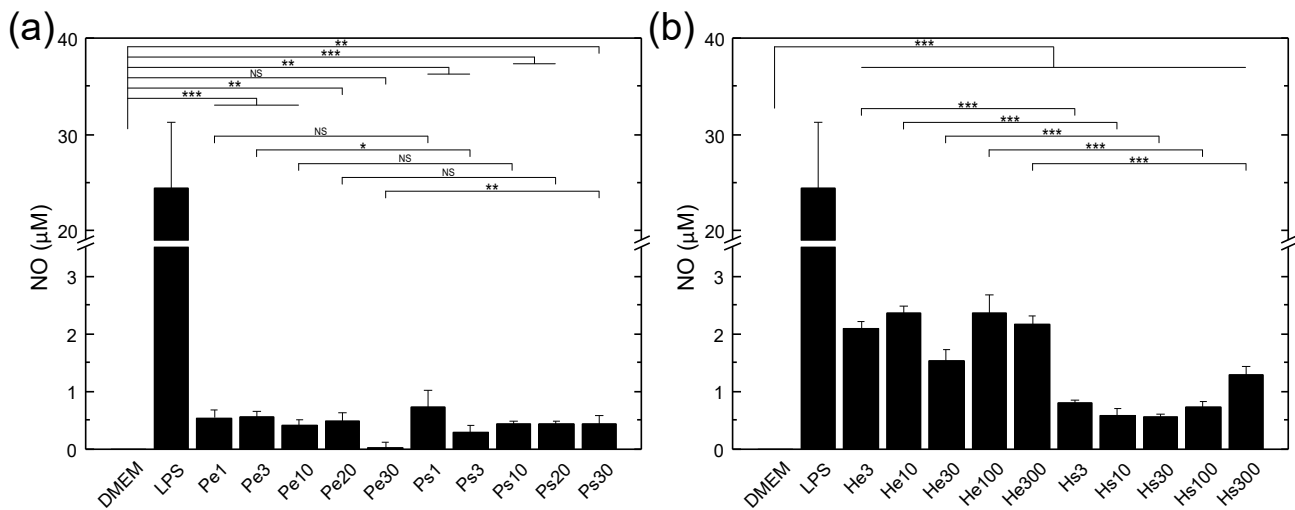 (a)
40
30
20
3
2
1
0
NO (μM)
**
***
**
NS
**
***
NS
*
NS
NS
**
DMEM
LPS
Pe1
Pe3
Pe10
Pe20
Pe30
Ps1
Ps3
Ps10
Ps20
Ps30
(b)
40
30
20
3
2
1
0
NO (μM)
***
***
***
***
***
***
DMEM
LPS
He3
He10
He30
He100
He300
Hs3
Hs10
Hs30
Hs100
Hs300